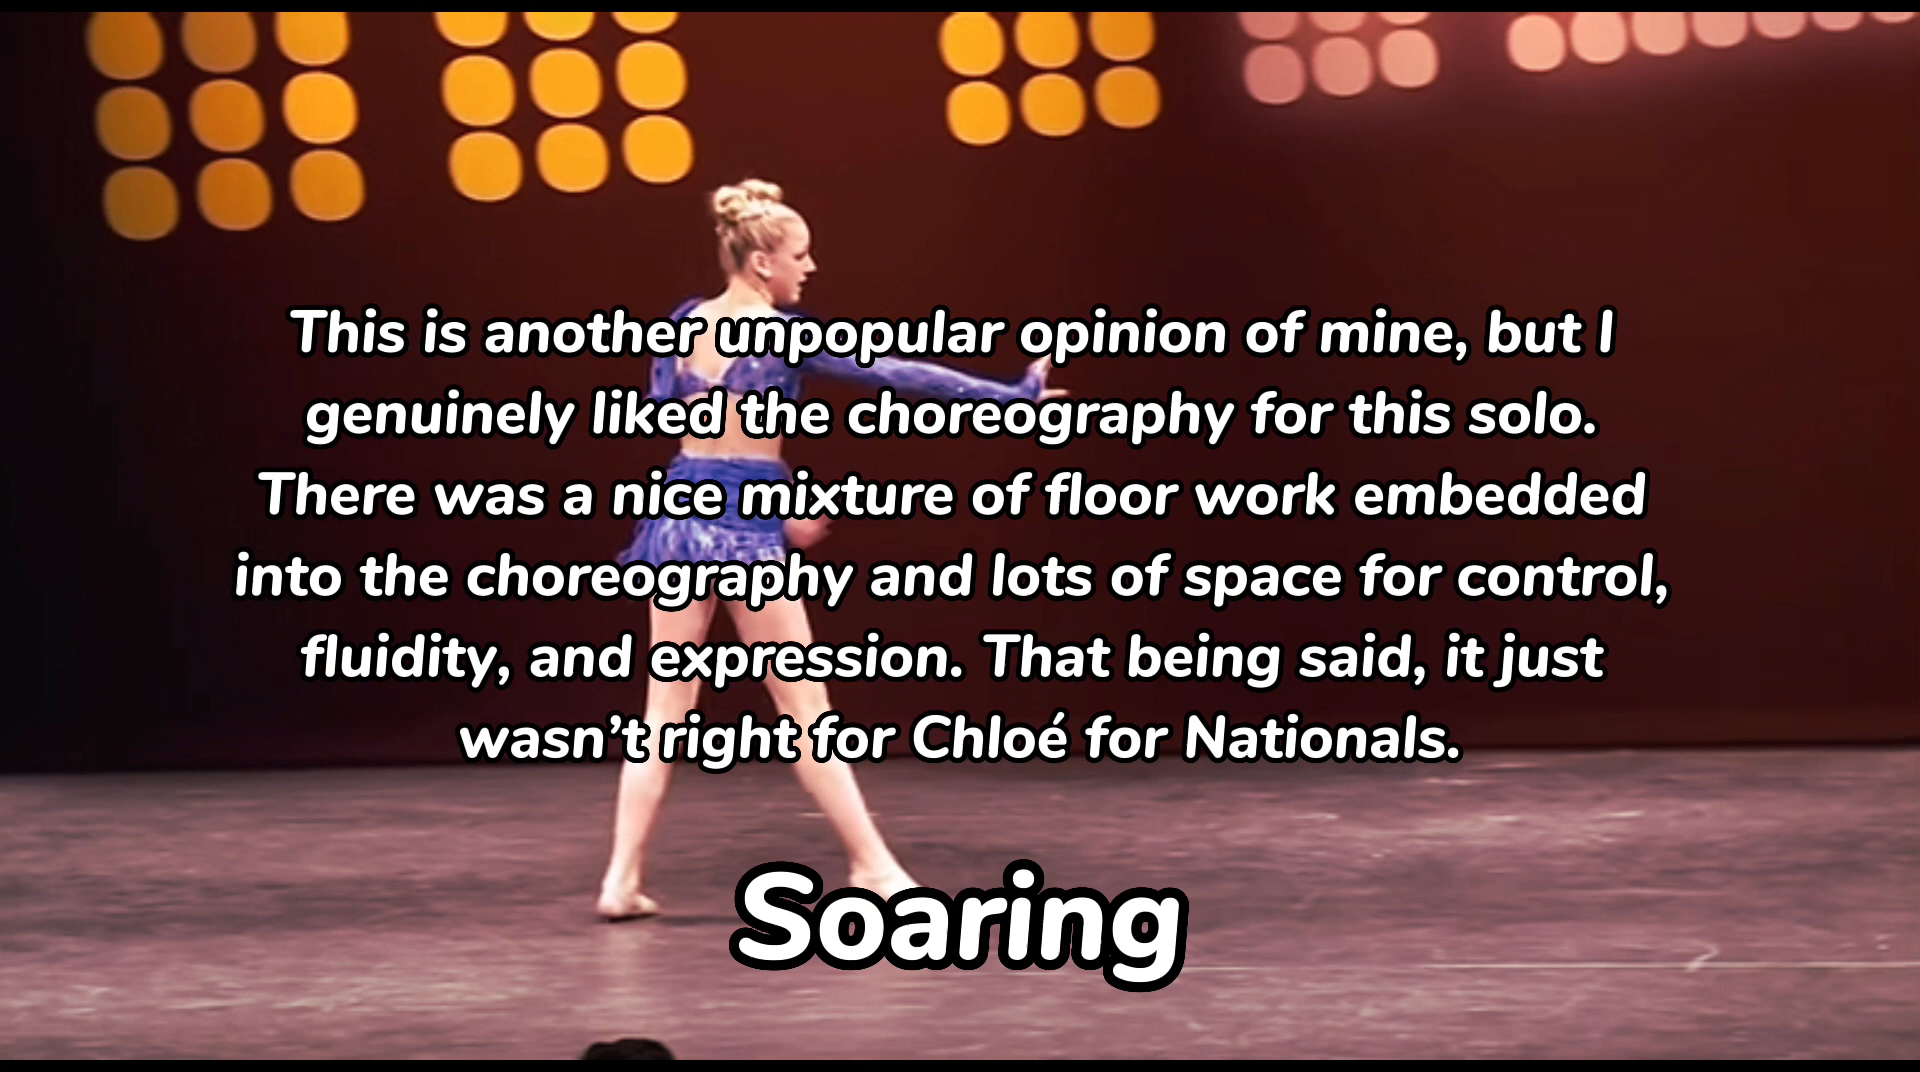 This is another unpopular opinion of mine, but I
genuinely liked the choreography for this solo.
There was a nice mixture of floor work embedded
into the choreography and lots of space for control,
fluidity, and expression. That being said, it just
wasn’t right for Chloé for Nationals.
Soaring